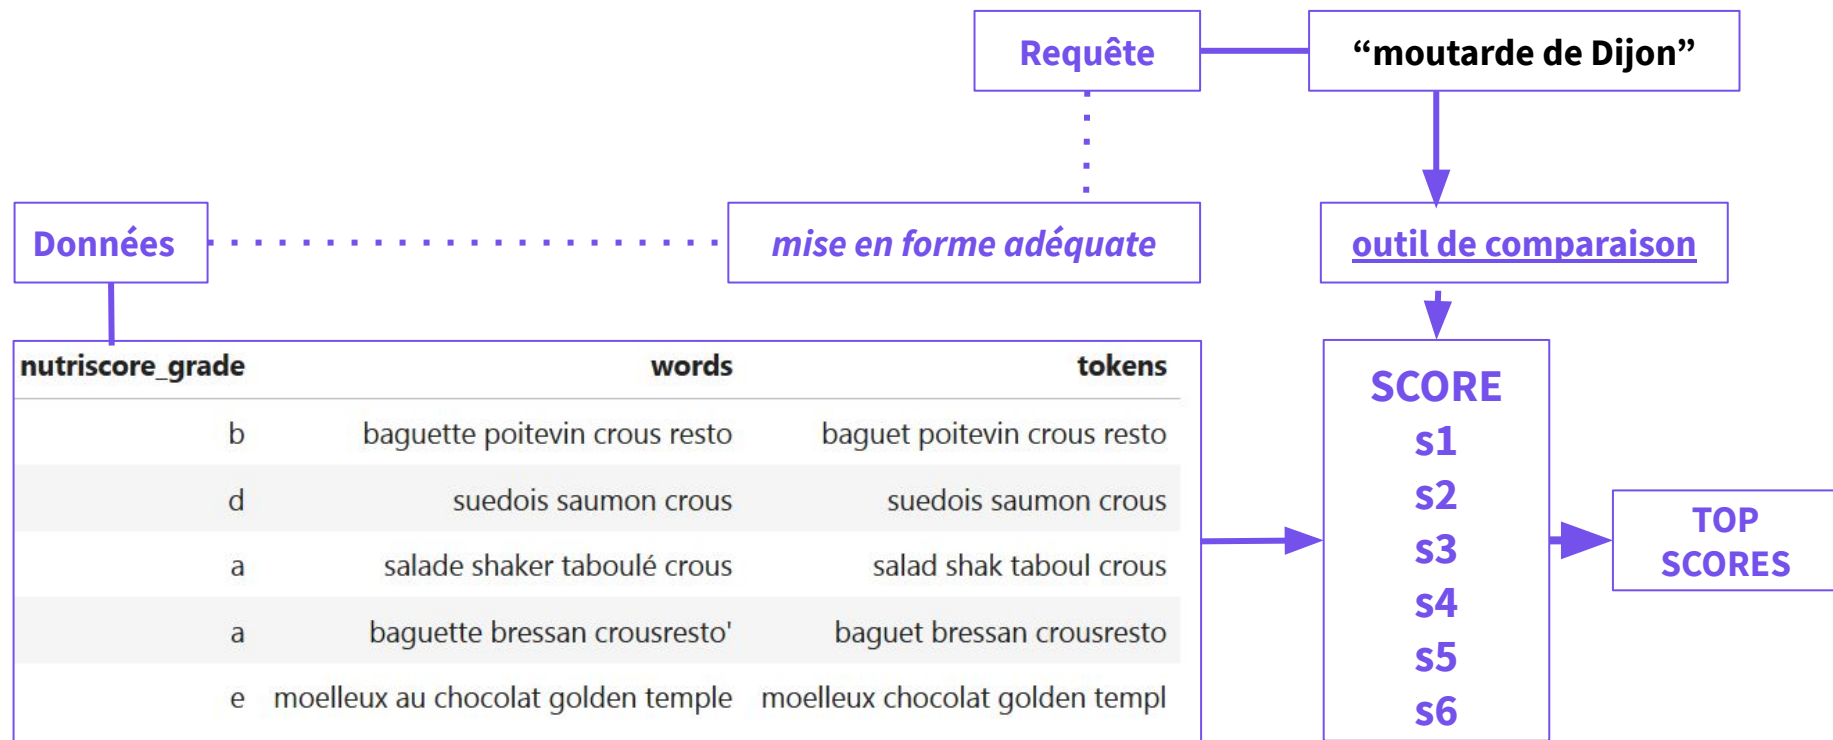 Requête
“moutarde de Dijon”
Données
mise en forme adéquate
outil de comparaison
nutriscore_grade words tokens
b baguette poitevin crous resto baguet poitevin crous resto
d suedois saumon crous suedois saumon crous
a salade shaker taboulé crous salad shak taboul crous
a baguette bressan crousresto' baguet bressan crousresto
e moelleux au chocolat golden temple moelleux chocolat golden templ
SCORE
s1
s2
s3
s4
s5
s6
TOP
SCORES